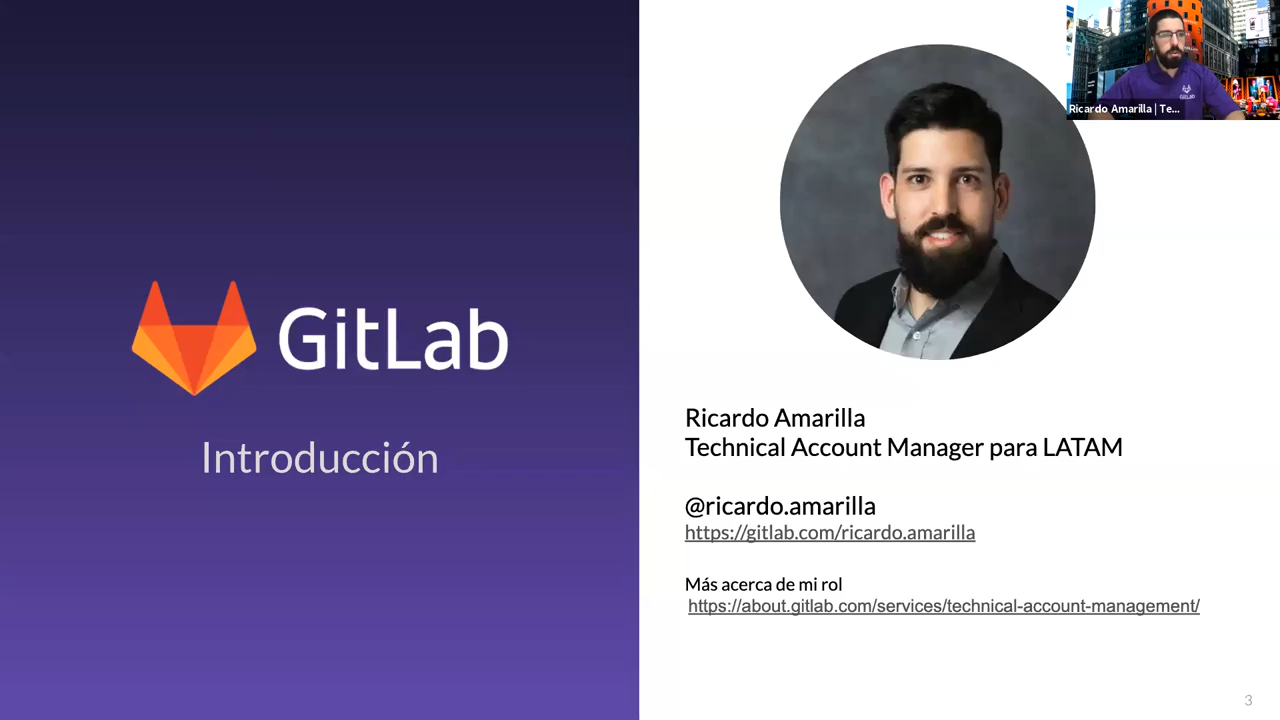 GitLab
Introducción
Ricardo Amarilla
Technical Account Manager para LATAM
@ricardo.amarilla
https://gitlab.com/ricardo.amarilla
Más acerca de mi rol
https://about.gitlab.com/services/technical-account-management/
3
Ricardo Amarilla | Te...
GitLab